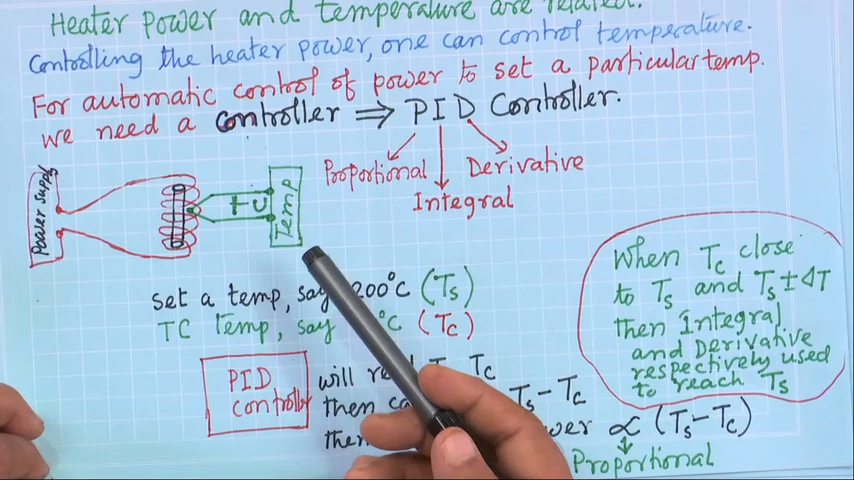 Heater power and temperature are related.
Controlling the heater power, one can control temperature.
For automatic control of power to set a particular temp.
we need a controller ⇒ PID Controller.
Proportional
Derivative
Integral
Power supply
Temp
set a temp, say 200°C (Ts)
TC Temp, say °C (Tc)
PID
controller
will Tc
then Ts-Tc
∝ (Ts-Tc)
Proportional
When Tc close
to Ts and Ts±ΔT
then Integral
and Derivative
respectively used
to reach Ts